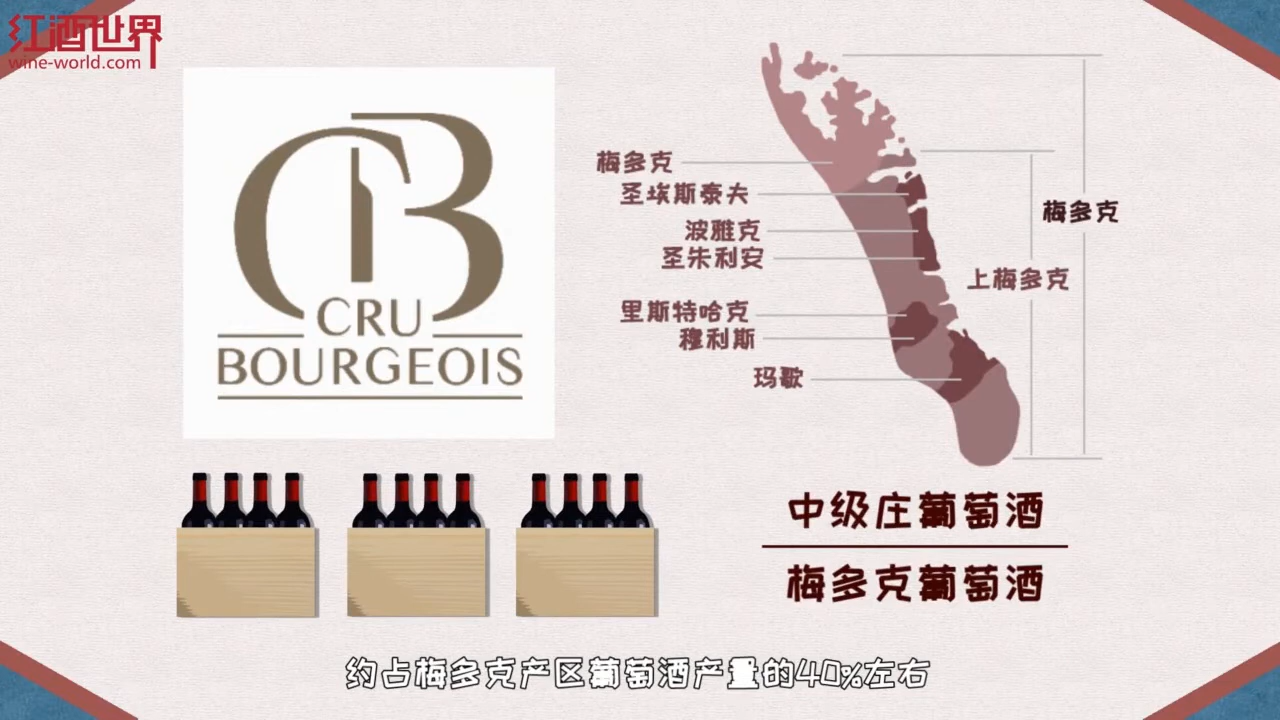 红酒世界
wine-world.com
CB
CRU
BOURGEOIS
梅多克
圣埃斯泰夫
波雅克
圣朱利安
里斯特哈克
穆利斯
玛歌
梅多克
上梅多克
中级庄葡萄酒
梅多克葡萄酒
约占梅多克产区葡萄酒产量的40%左右